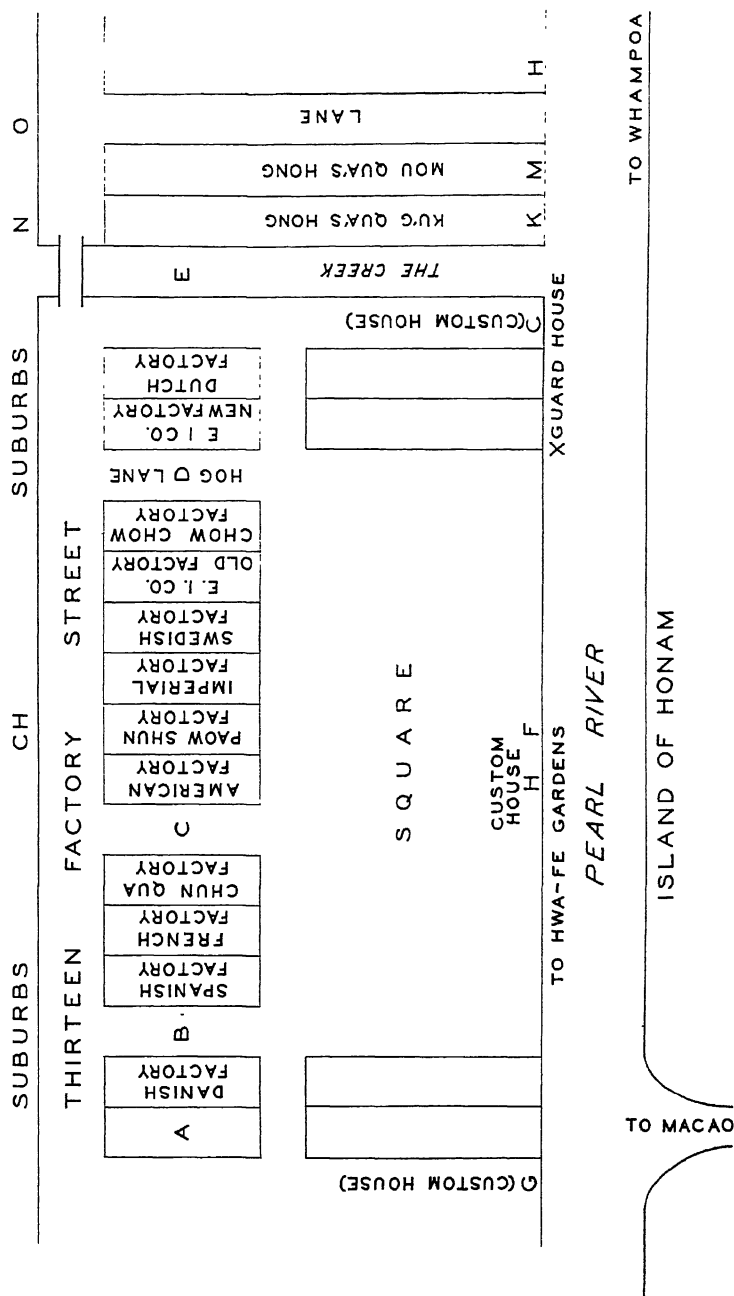 SUBURBS CH SUBURBS N O
THIRTEEN FACTORY STREET
A
DANISH
FACTORY
B.
SPANISH
FACTORY
FRENCH
FACTORY
CHUN QUA
FACTORY
C
AMERICAN
FACTORY
PAOW SHUN
FACTORY
IMPERIAL
FACTORY
SWEDISH
FACTORY
E. I. CO.
OLD FACTORY
CHOW CHOW
FACTORY
HOG D LANE
E I CO.
NEW FACTORY
DUTCH
FACTORY
E
THE CREEK
KU'G QUA'S HONG
K
MOU QUA'S HONG
M
LANE
H
G (CUSTOM HOUSE)
SQUARE
CUSTOM
HOUSE
H F
C (CUSTOM HOUSE)
X GUARD HOUSE
TO HWA-FE GARDENS
PEARL RIVER
TO WHAMPOA
ISLAND OF HONAM
TO MACAO